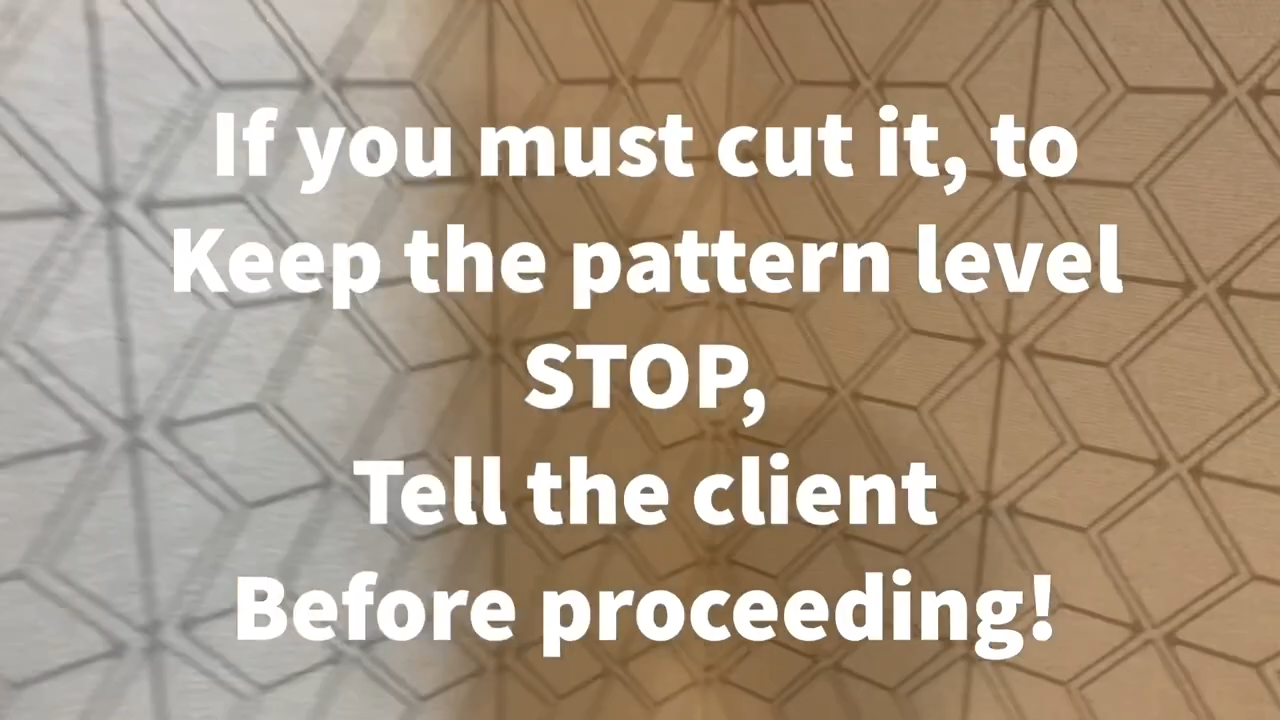 If you must cut it, to
Keep the pattern level
STOP,
Tell the client
Before proceeding!